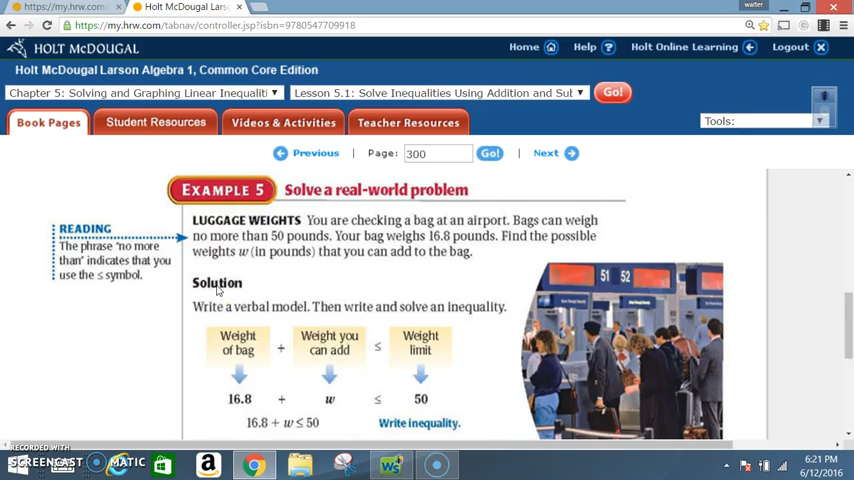 https://my.hrw.com/tabnav/co
Holt McDougal Larson Algebr
walter
https://my.hrw.com/tabnav/controller.jsp?isbn=9780547709918
HOLT McDOUGAL
Home
Help
Holt Online Learning
Logout
Holt McDougal Larson Algebra 1, Common Core Edition
Chapter 5: Solving and Graphing Linear Inequaliti
Lesson 5.1: Solve Inequalities Using Addition and Sub
Go!
Book Pages
Student Resources
Videos & Activities
Teacher Resources
Tools:
Previous
Page:
300
Go!
Next
EXAMPLE 5
Solve a real-world problem
READING
The phrase "no more
than" indicates that you
use the ≤ symbol.
LUGGAGE WEIGHTS You are checking a bag at an airport. Bags can weigh
no more than 50 pounds. Your bag weighs 16.8 pounds. Find the possible
weights w (in pounds) that you can add to the bag.
Solution
Write a verbal model. Then write and solve an inequality.
Weight
of bag
+
Weight you
can add
≤
Weight
limit
16.8 + w ≤ 50
16.8 + w ≤ 50
Write inequality.
51 52
RECORDED WITH
SCREENCAST MATIC
6:21 PM
6/12/2016